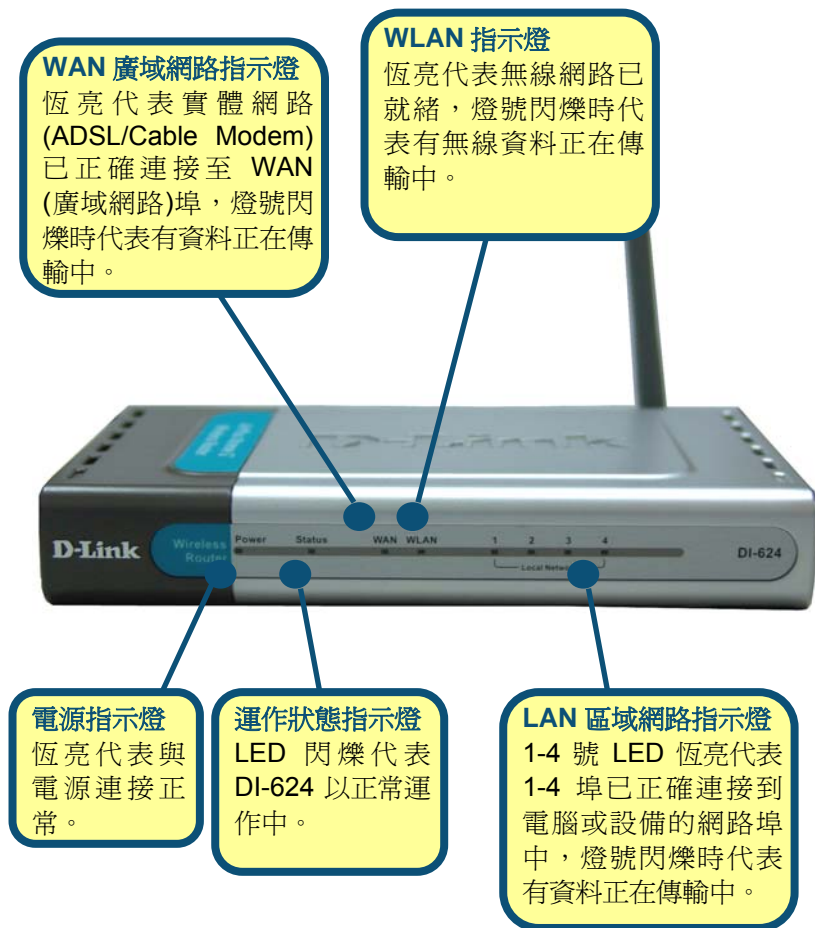 WAN 廣域網路指示燈
恆亮代表實體網路
(ADSL/Cable Modem)
已正確連接至 WAN
(廣域網路)埠，燈號閃
爍時代表有資料正在傳
輸中。
WLAN 指示燈
恆亮代表無線網路已
就緒，燈號閃爍時代
表有無線資料正在傳
輸中。
D-Link
D-Link
Wireless
Router
Power
Status
WAN WLAN
1 2 3 4
Local
DI-624
電源指示燈
恆亮代表與
電源連接正
常。
運作狀態指示燈
LED 閃爍代表
DI-624 以正常運
作中。
LAN 區域網路指示燈
1-4 號 LED 恆亮代表
1-4 埠已正確連接到
電腦或設備的網路埠
中，燈號閃爍時代表
有資料正在傳輸中。